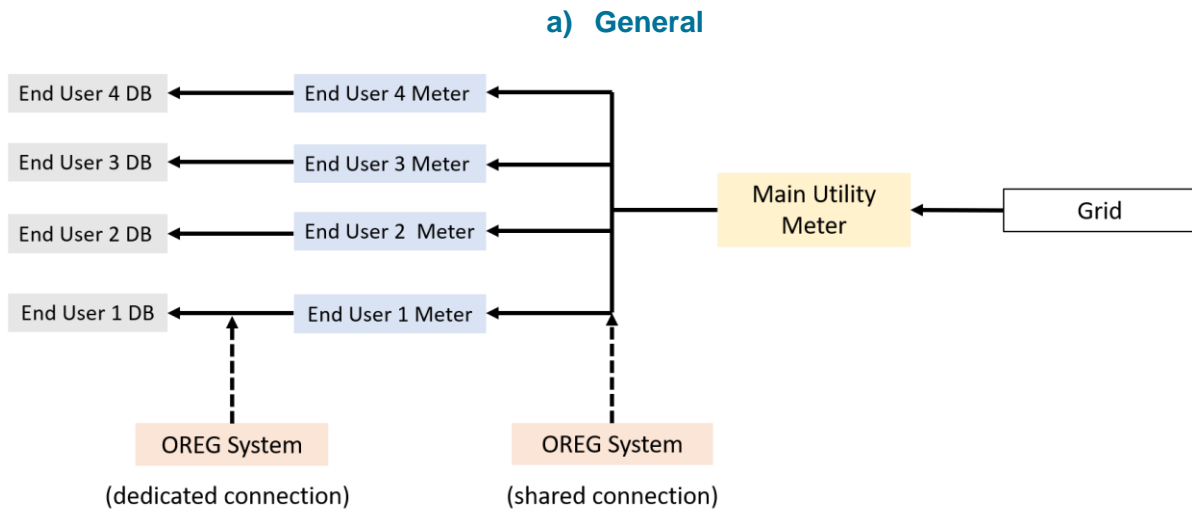 a) General
End User 4 DB
End User 4 Meter
End User 3 DB
End User 3 Meter
Main Utility
Meter
Grid
End User 2 DB
End User 2 Meter
End User 1 DB
End User 1 Meter
OREG System
(dedicated connection)
OREG System
(shared connection)